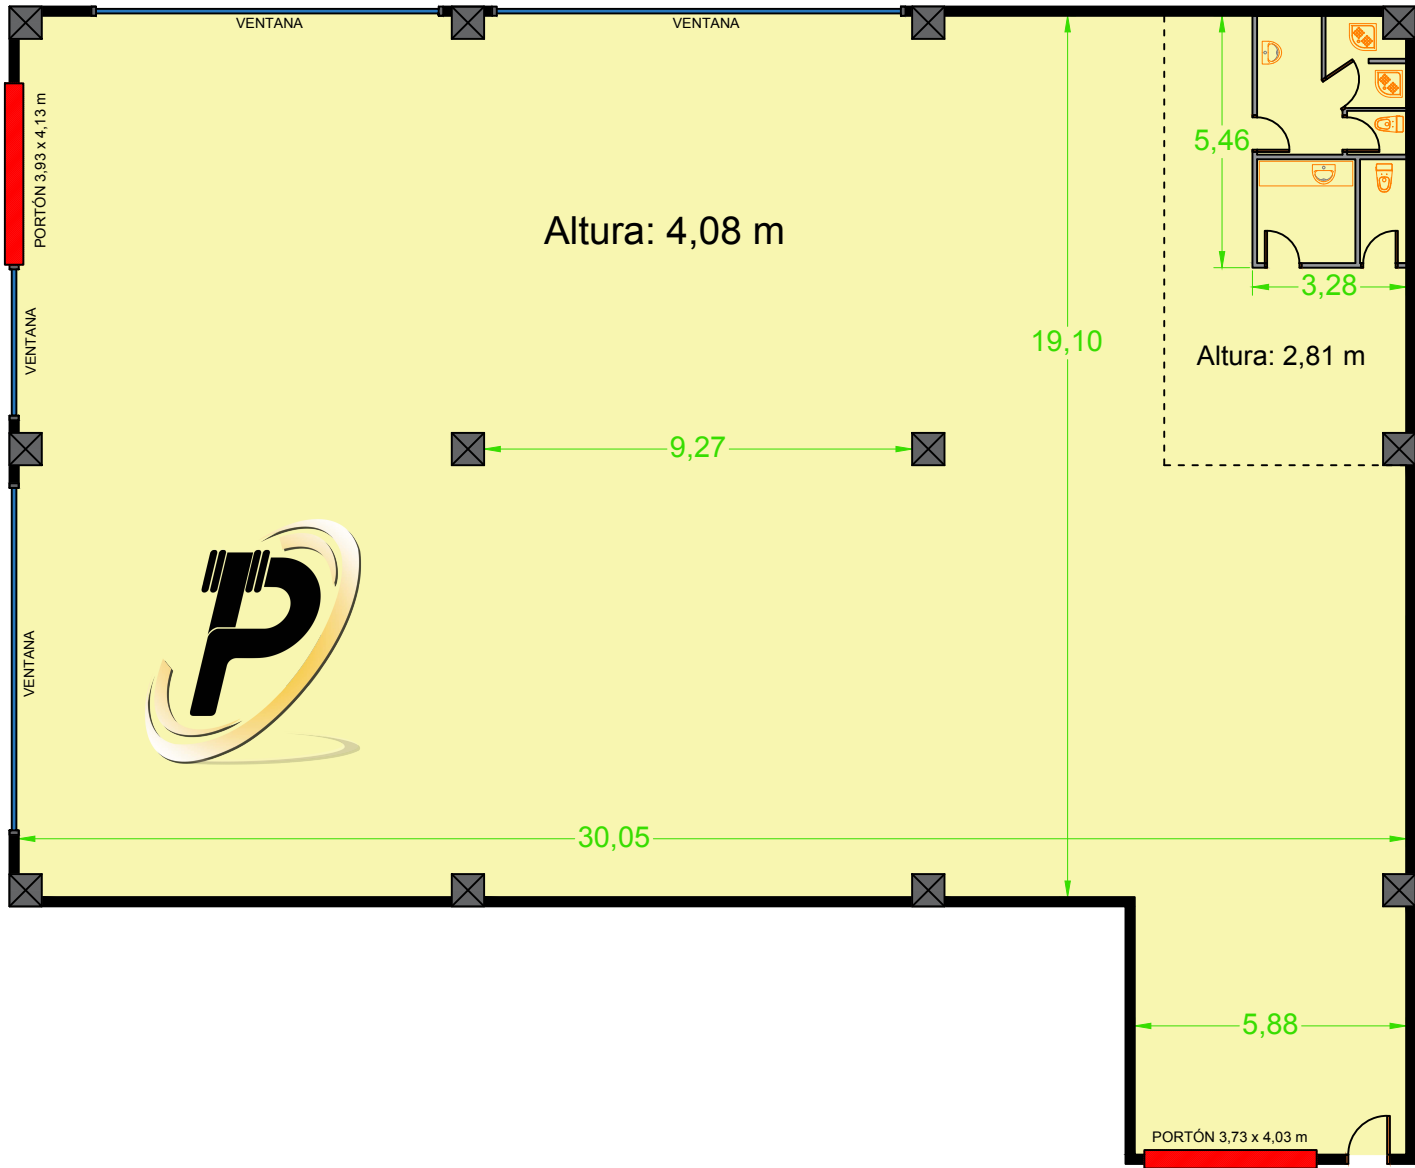 VENTANA
VENTANA
PORTÓN 3,93 x 4,13 m
5,46
Altura: 4,08 m
3,28
VENTANA
19,10
Altura: 2,81 m
9,27
VENTANA
P
30,05
5,88
PORTÓN 3,73 x 4,03 m